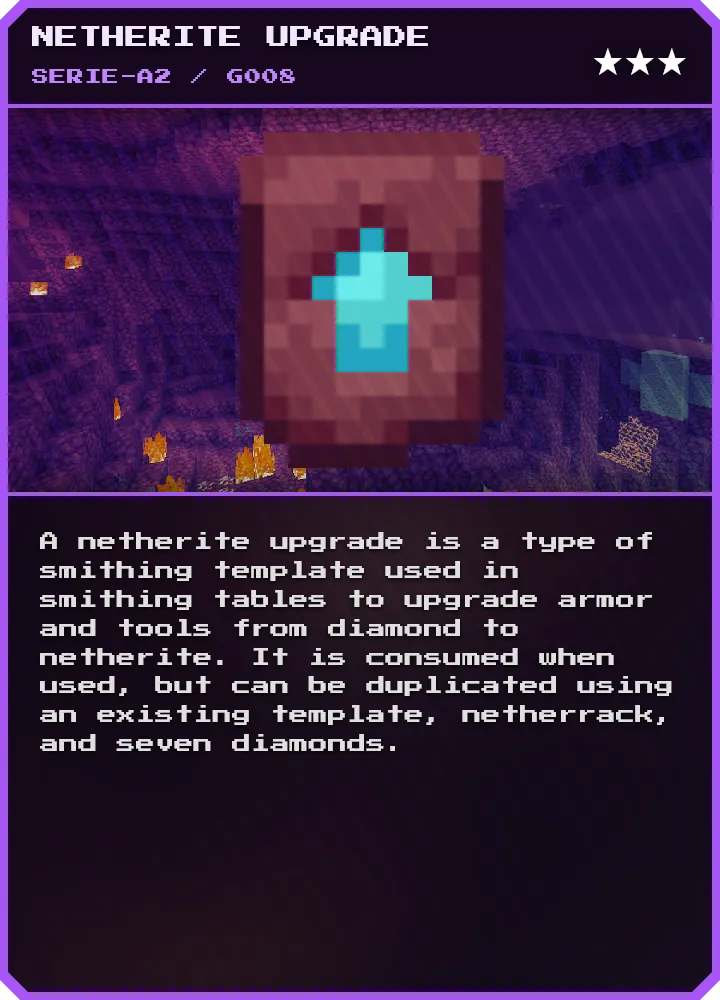 NETHERITE UPGRADE
SERIE-A2 / G008
★★★
A netherite upgrade is a type of
smithing template used in
smithing tables to upgrade armor
and tools from diamond to
netherite. It is consumed when
used, but can be duplicated using
an existing template, netherrack,
and seven diamonds.